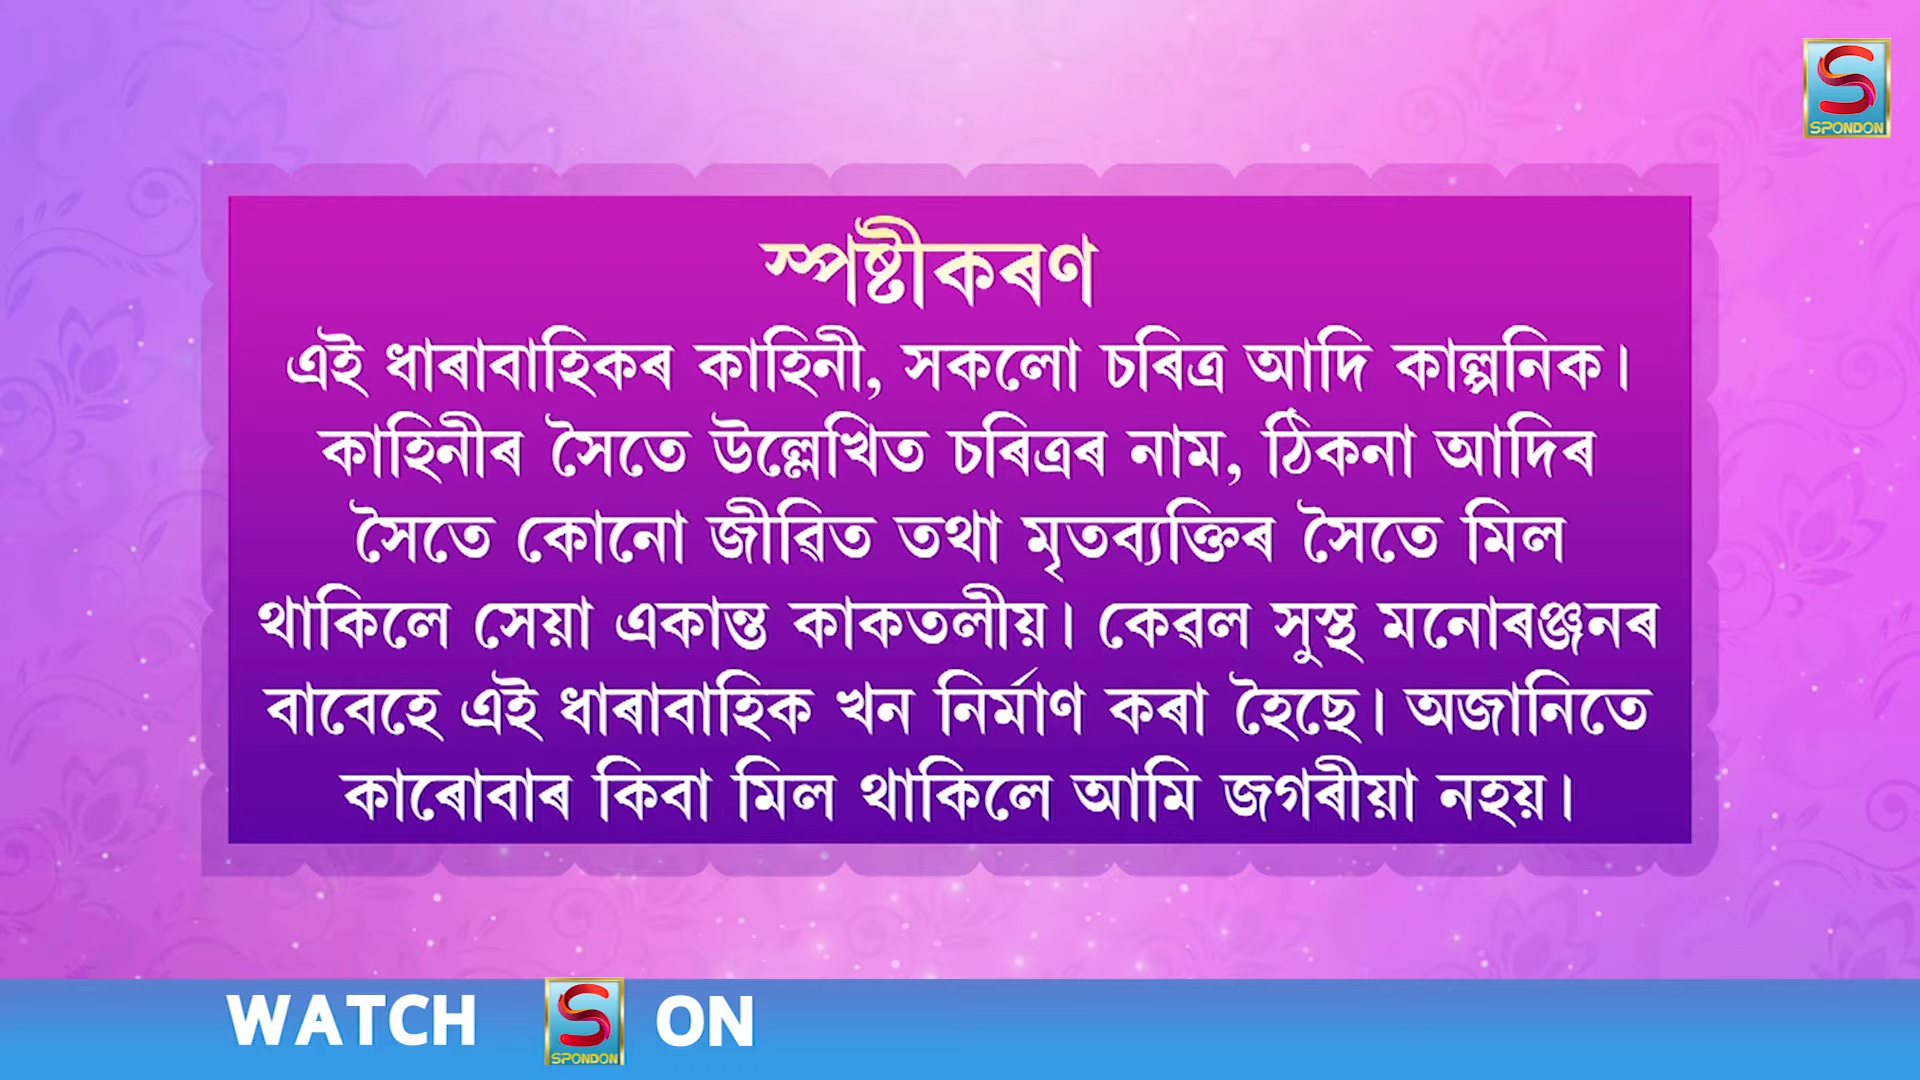 SPONDON
স্পষ্টীকৰণ
এই ধাৰাবাহিকৰ কাহিনী, সকলো চৰিত্ৰ আদি কাল্পনিক।
কাহিনীৰ সৈতে উল্লেখিত চৰিত্ৰৰ নাম, ঠিকনা আদিৰ
সৈতে কোনো জীৱিত তথা মৃতব্যক্তিৰ সৈতে মিল
থাকিলে সেয়া একান্ত কাকতলীয়। কেৱল সুস্থ মনোৰঞ্জনৰ
বাবেহে এই ধাৰাবাহিক খন নিৰ্মাণ কৰা হৈছে। অজানিতে
কাৰোবাৰ কিবা মিল থাকিলে আমি জগৰীয়া নহয়।
WATCH SPONDON ON